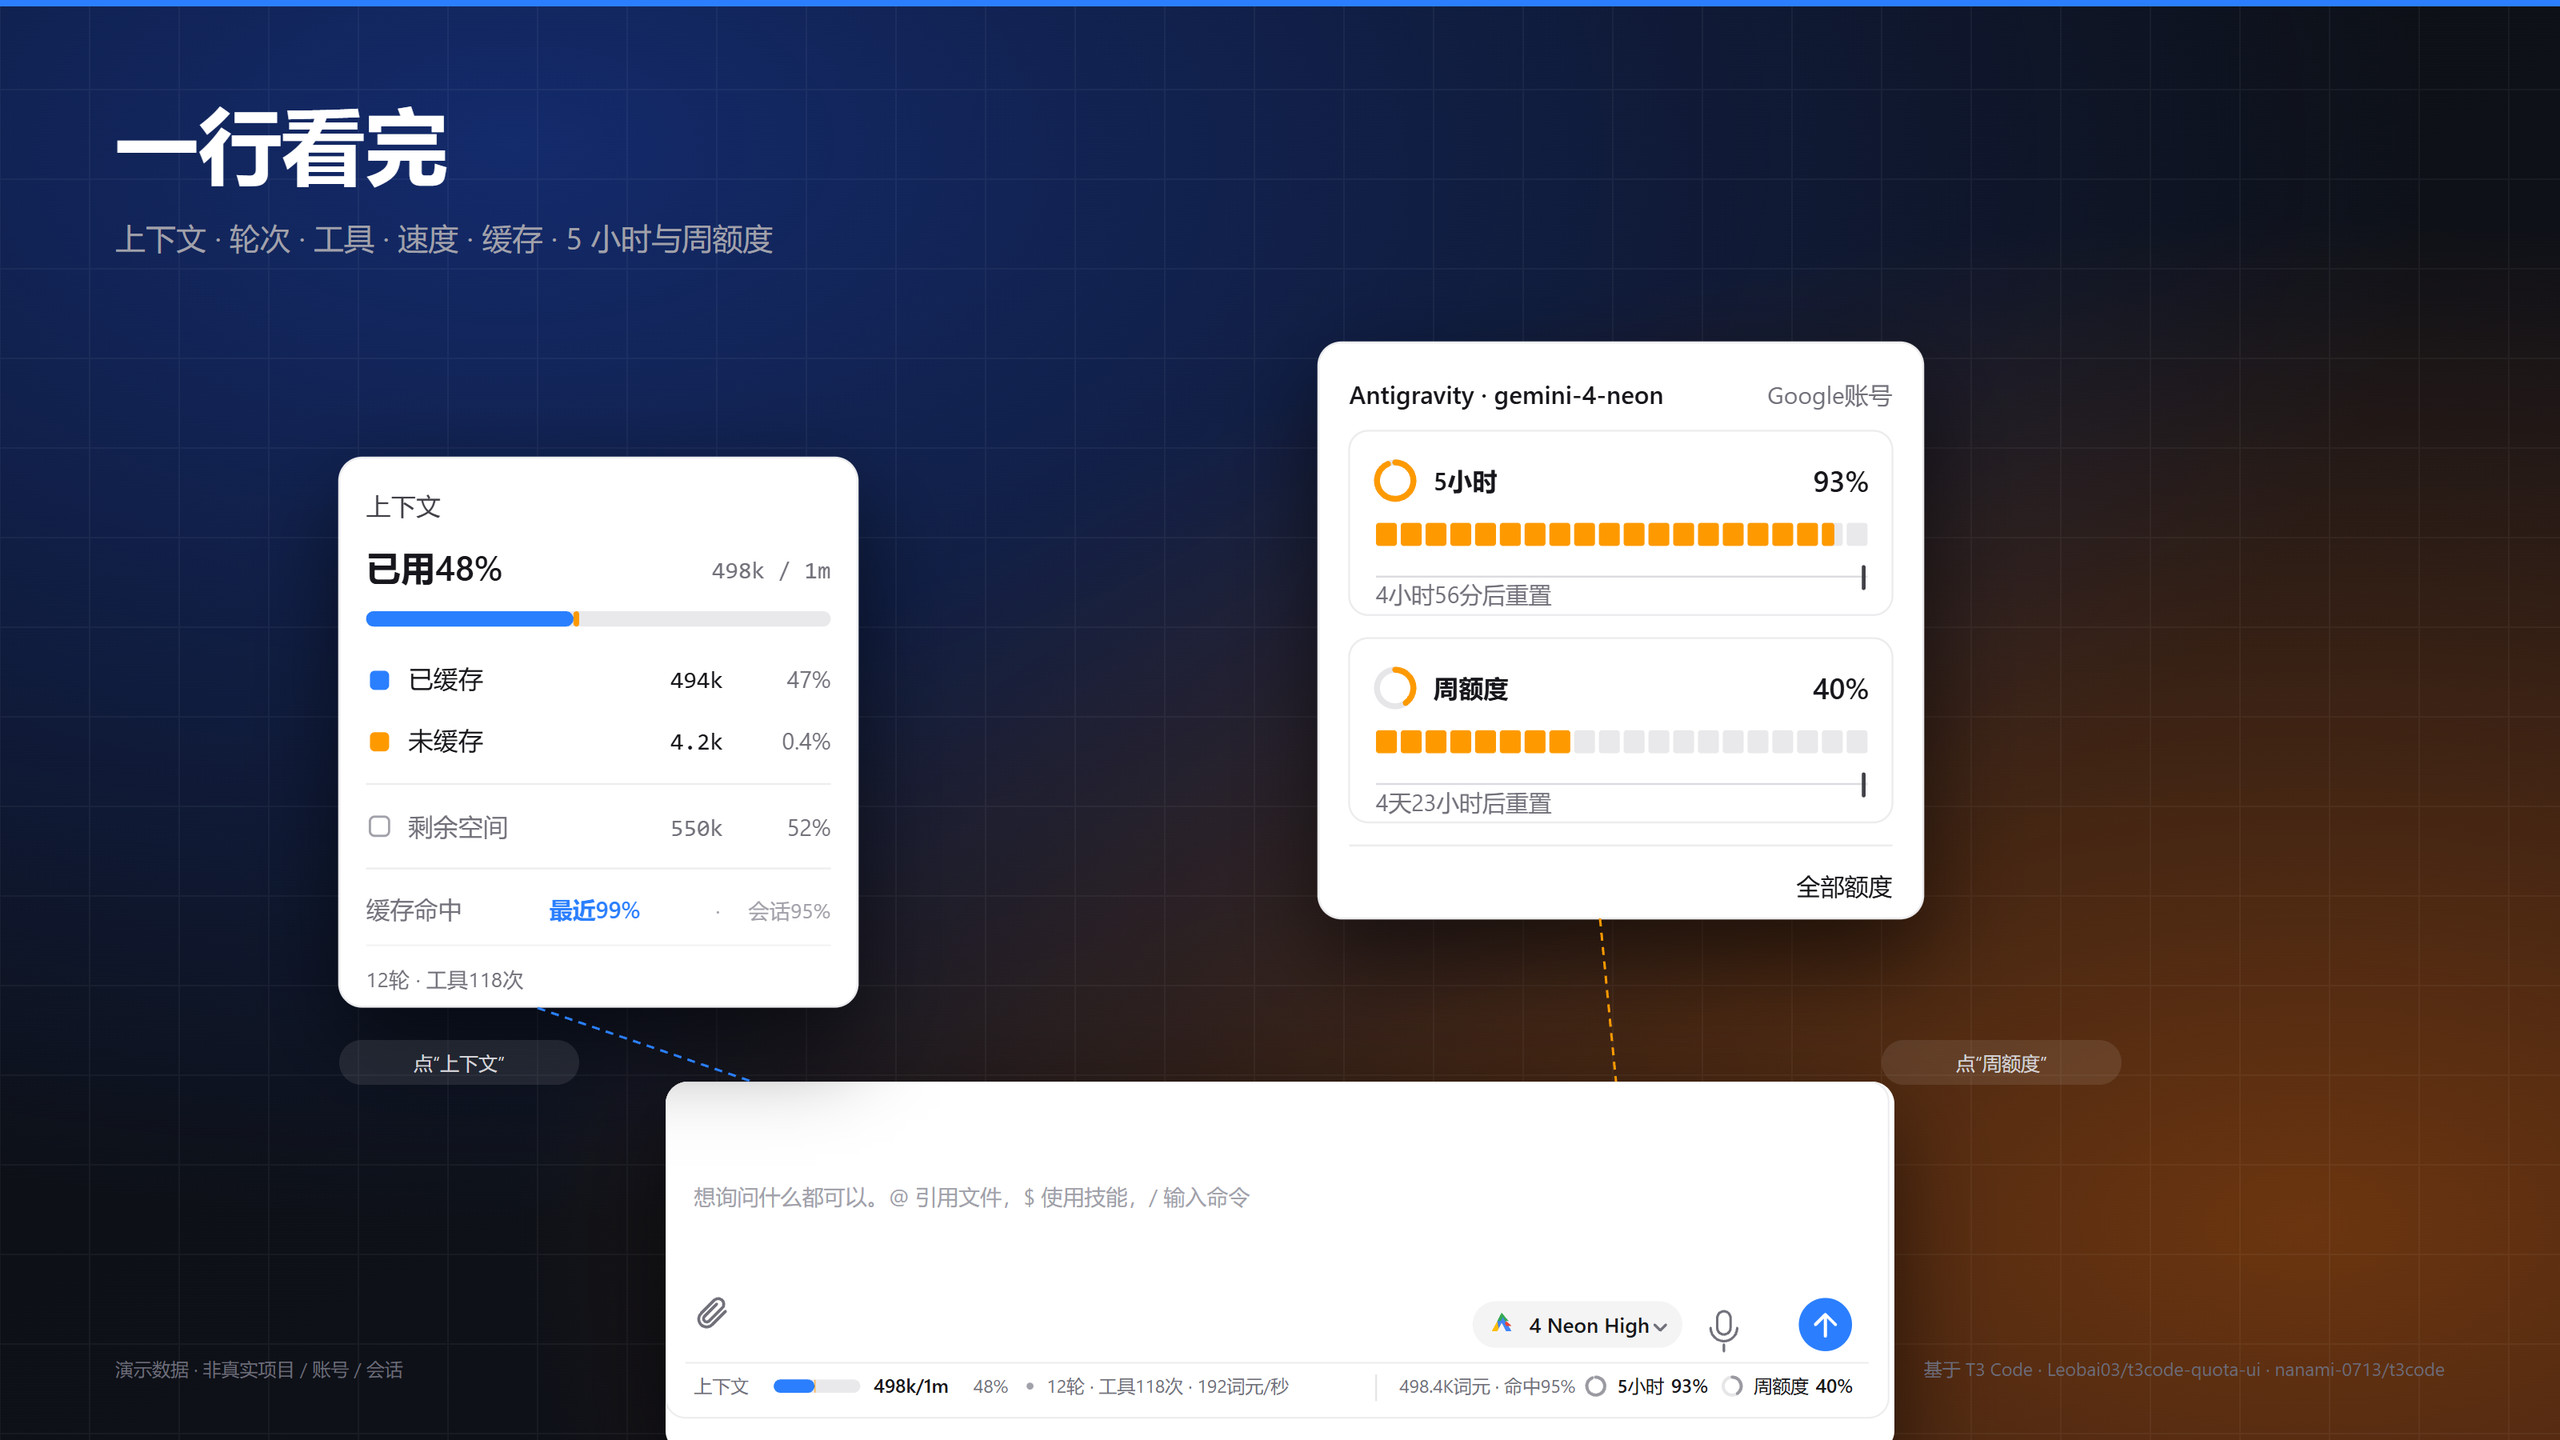 一行看完
上下文 · 轮次 · 工具 · 速度 · 缓存 · 5 小时与周额度
上下文
已用48% 498k / 1m
已缓存 494k 47%
未缓存 4.2k 0.4%
剩余空间 550k 52%
缓存命中 最近99% · 会话95%
12轮 · 工具118次
点“上下文”
Antigravity · gemini-4-neon Google账号
5小时 93%
4小时56分后重置
周额度 40%
4天23小时后重置
全部额度
点“周额度”
想询问什么都可以。@ 引用文件，$ 使用技能，/ 输入命令
4 Neon High
上下文 498k/1m 48% • 12轮 · 工具118次 · 192词元/秒 498.4K词元 · 命中95% 5小时 93% 周额度 40%
演示数据 · 非真实项目 / 账号 / 会话
基于 T3 Code · Leobai03/t3code-quota-ui · nanami-0713/t3code